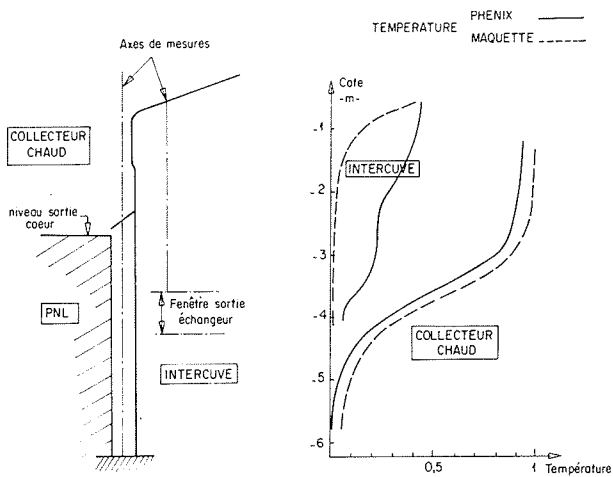 Axes de mesures
COLLECTEUR
CHAUD
niveau sortie
coeur
PNL
Fenêtre sortie
échangeur
INTERCUVE
TEMPERATURE
PHENIX
MAQUETTE
Cote
-m-
-1
-2
-3
-4
-5
-6
INTERCUVE
COLLECTEUR
CHAUD
0,5
1
Température